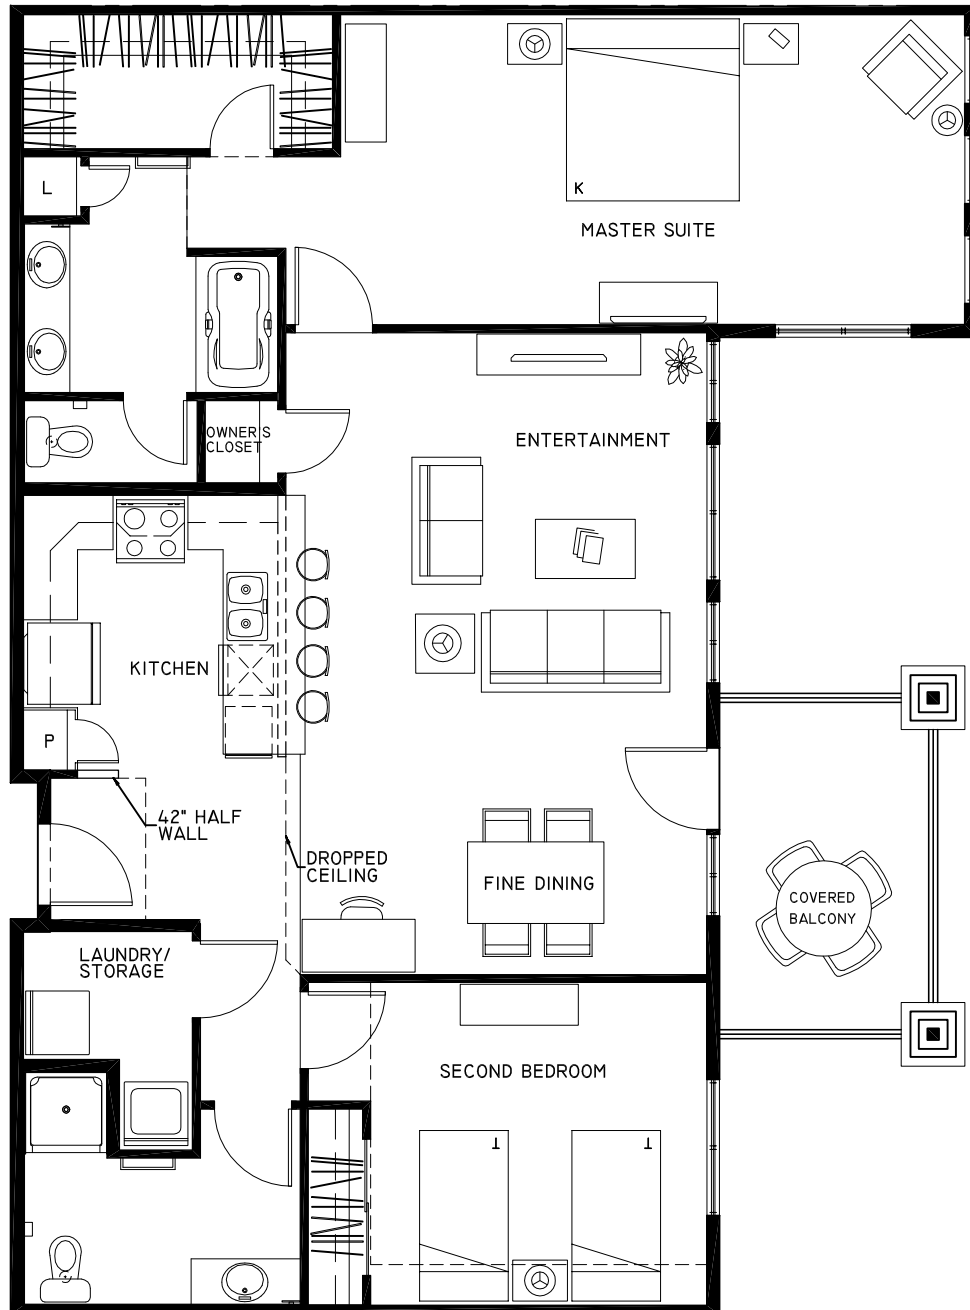 L
K
MASTER SUITE
OWNER'S
CLOSET
ENTERTAINMENT
KITCHEN
P
42" HALF
WALL
DROPPED
CEILING
FINE DINING
COVERED
BALCONY
LAUNDRY/
STORAGE
SECOND BEDROOM
T
T